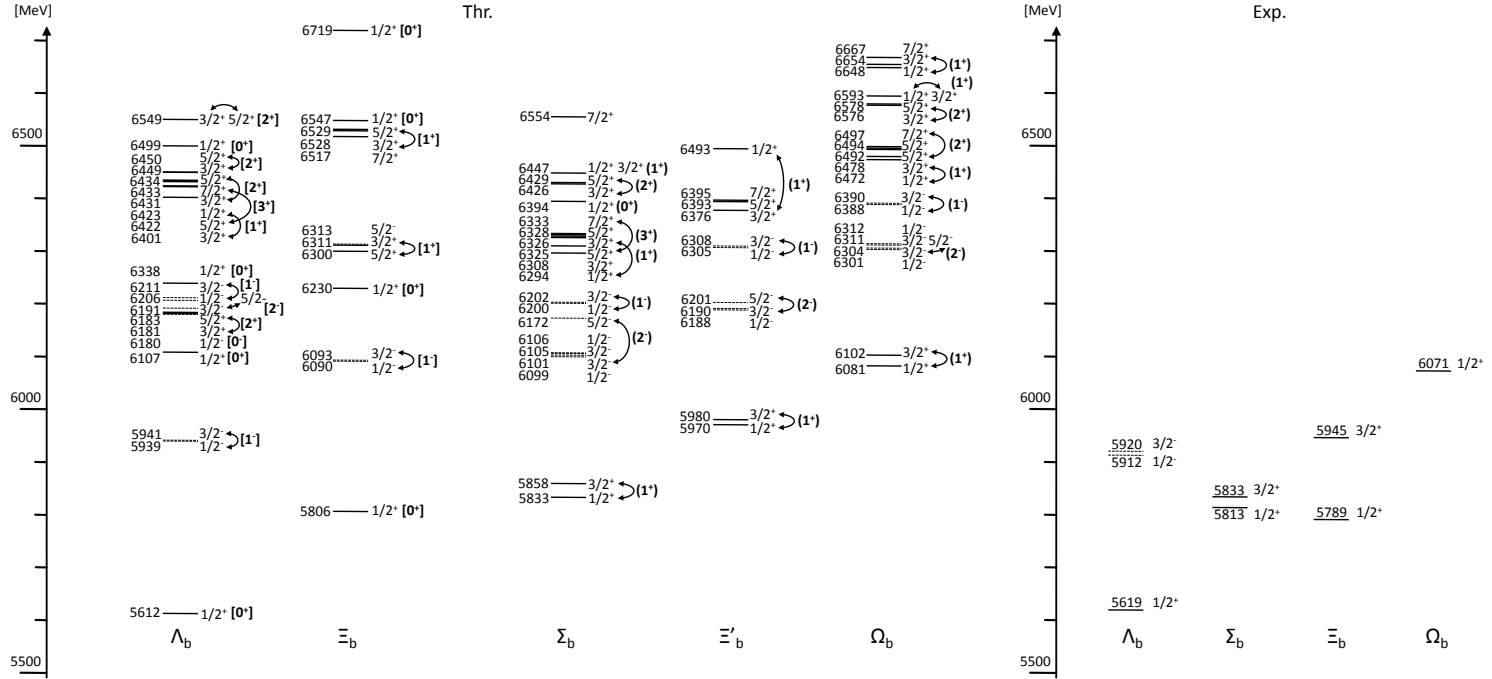 [MeV] Thr. [MeV] Exp.
6500
6000
5500
6549 3/2⁺ 5/2⁺ [2⁺]
6499 1/2⁺ [0⁺]
6450 5/2⁺
6449 3/2⁺ [2⁺]
6434 5/2⁺
6433 7/2⁺ [2⁺]
6431 3/2⁺ [3⁺]
6423 1/2⁺
6422 5/2⁺ [1⁺]
6401 3/2⁺
6338 1/2⁺ [0⁺]
6211 3/2⁻ [1⁻]
6206 1/2⁻ 5/2⁻
6191 3/2⁻ [2⁻]
6183 5/2⁺
6181 3/2⁺ [2⁺]
6180 1/2⁻ [0⁻]
6107 1/2⁺ [0⁺]
5941 3/2⁻
5939 1/2⁻ [1⁻]
5612 1/2⁺ [0⁺]
Λb
6719 1/2⁺ [0⁺]
6547 1/2⁺ [0⁺]
6529 5/2⁺
6528 3/2⁺ [1⁺]
6517 7/2⁺
6313 5/2⁻
6311 3/2⁺
6300 5/2⁺ [1⁺]
6230 1/2⁺ [0⁺]
6093 3/2⁻
6090 1/2⁻ [1⁻]
5806 1/2⁺ [0⁺]
Ξb
6554 7/2⁺
6447 1/2⁺ 3/2⁺ (1⁺)
6429 5/2⁺
6426 3/2⁺ (2⁺)
6394 1/2⁺ (0⁺)
6333 7/2⁺
6328 5/2⁺ (3⁺)
6326 3/2⁺
6325 5/2⁺ (1⁺)
6308 3/2⁺
6294 1/2⁺
6202 3/2⁻
6200 1/2⁻ (1⁻)
6172 5/2⁻
6106 1/2⁻ (2⁻)
6105 3/2⁻
6101 3/2⁻
6099 1/2⁻
5858 3/2⁺
5833 1/2⁺ (1⁺)
Σb
6493 1/2⁺
(1⁺)
6395 7/2⁺
6393 5/2⁺
6376 3/2⁺
6308 3/2⁻
6305 1/2⁻ (1⁻)
6201 5/2⁻
6190 3/2⁻ (2⁻)
6188 1/2⁻
5980 3/2⁺
5970 1/2⁺ (1⁺)
Ξ'b
6667 7/2⁺
6654 3/2⁺
6648 1/2⁺ (1⁺)
(1⁺)
6593 1/2⁺ 3/2⁺
6578 5/2⁺
6576 3/2⁺ (2⁺)
6497 7/2⁺
6494 5/2⁺ (2⁺)
6492 5/2⁺
6478 3/2⁺
6472 1/2⁺ (1⁺)
6390 3/2⁻
6388 1/2⁻ (1⁻)
6312 1/2⁻
6311 3/2⁻ 5/2⁻
6304 3/2⁻ (2⁻)
6301 1/2⁻
6102 3/2⁺
6081 1/2⁺ (1⁺)
Ωb
6500
6000
5500
5920 3/2⁻
5912 1/2⁻
5619 1/2⁺
Λb
5833 3/2⁺
5813 1/2⁺
Σb
5945 3/2⁺
5789 1/2⁺
Ξb
6071 1/2⁺
Ωb